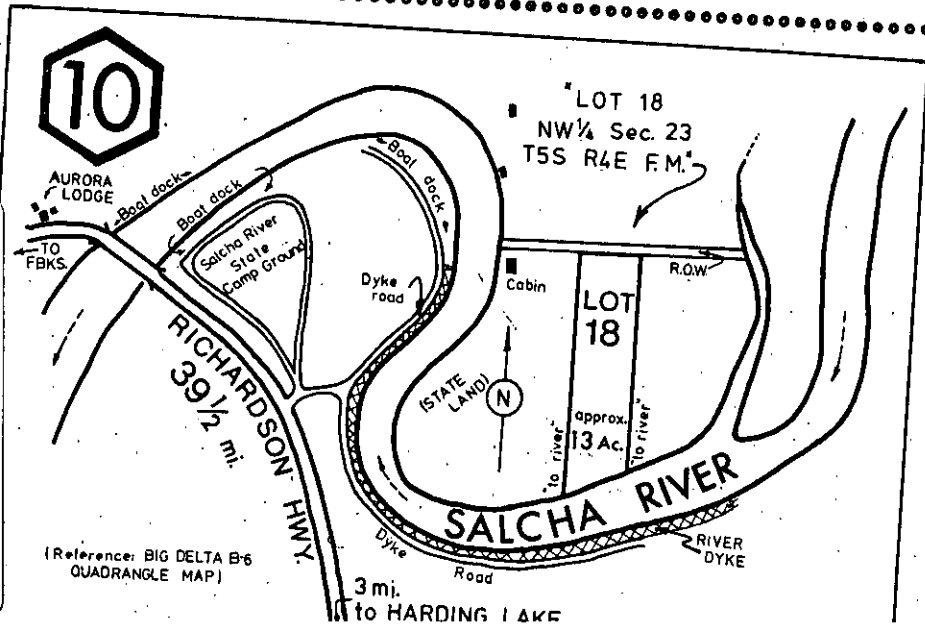 10
"LOT 18
NW¼ Sec. 23
T5S R4E F.M."
AURORA
LODGE
TO
FBKS.
Boat dock
Boat dock
Boat dock
Salcha River
State
Camp Ground
Dyke
road
Cabin
R.O.W.
LOT
18
approx.
13 Ac.
"to river"
"to river"
(STATE
LAND)
N
RICHARDSON HWY.
39½ mi.
SALCHA RIVER
RIVER
DYKE
Dyke
Road
(Reference: BIG DELTA B-6
QUADRANGLE MAP)
3 mi.
to HARDING LAKE